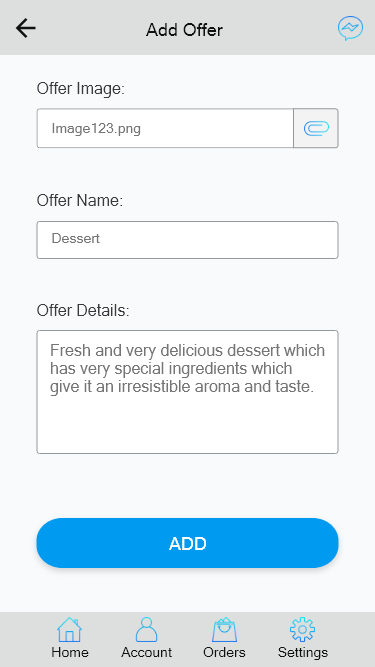 Add Offer
Offer Image:
Image123.png
Offer Name:
Dessert
Offer Details:
Fresh and very delicious dessert which
has very special ingredients which
give it an irresistible aroma and taste.
ADD
Home Account Orders Settings